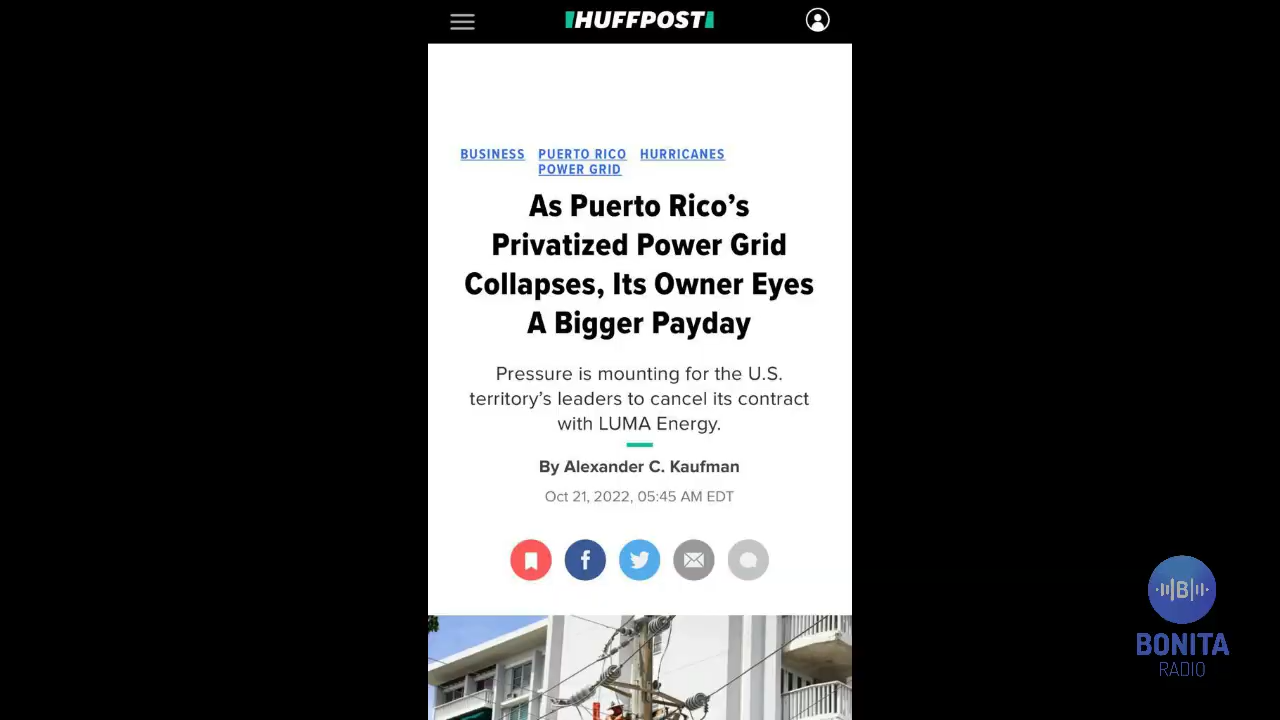 HUFFPOST
BUSINESS PUERTO RICO HURRICANES
POWER GRID
As Puerto Rico’s
Privatized Power Grid
Collapses, Its Owner Eyes
A Bigger Payday
Pressure is mounting for the U.S.
territory’s leaders to cancel its contract
with LUMA Energy.
By Alexander C. Kaufman
Oct 21, 2022, 05:45 AM EDT
f
B
BONITA
RADIO